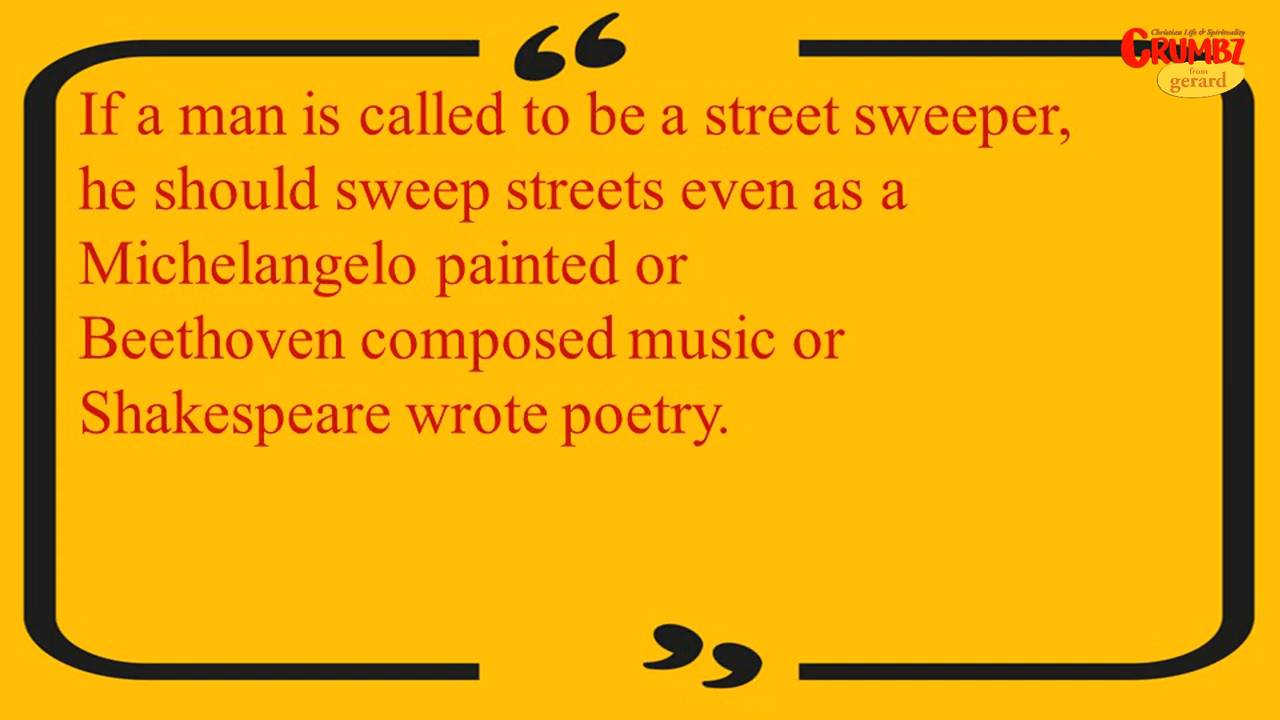 Christian Life & Spirituality
CRUMBZ
from
gerard
If a man is called to be a street sweeper,
he should sweep streets even as a
Michelangelo painted or
Beethoven composed music or
Shakespeare wrote poetry.